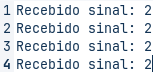 1 Recebido sinal: 2
2 Recebido sinal: 2
3 Recebido sinal: 2
4 Recebido sinal: 2